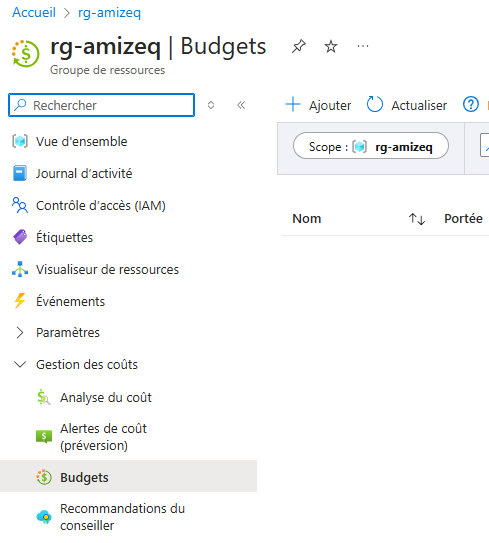 Accueil > rg-amizeq
rg-amizeq | Budgets
Groupe de ressources
Rechercher
Ajouter Actualiser
Scope : rg-amizeq
Vue d'ensemble
Journal d'activité
Contrôle d'accès (IAM)
Nom Portée
Étiquettes
Visualiseur de ressources
Événements
Paramètres
Gestion des coûts
Analyse du coût
Alertes de coût
(préversion)
Budgets
Recommandations du
conseiller